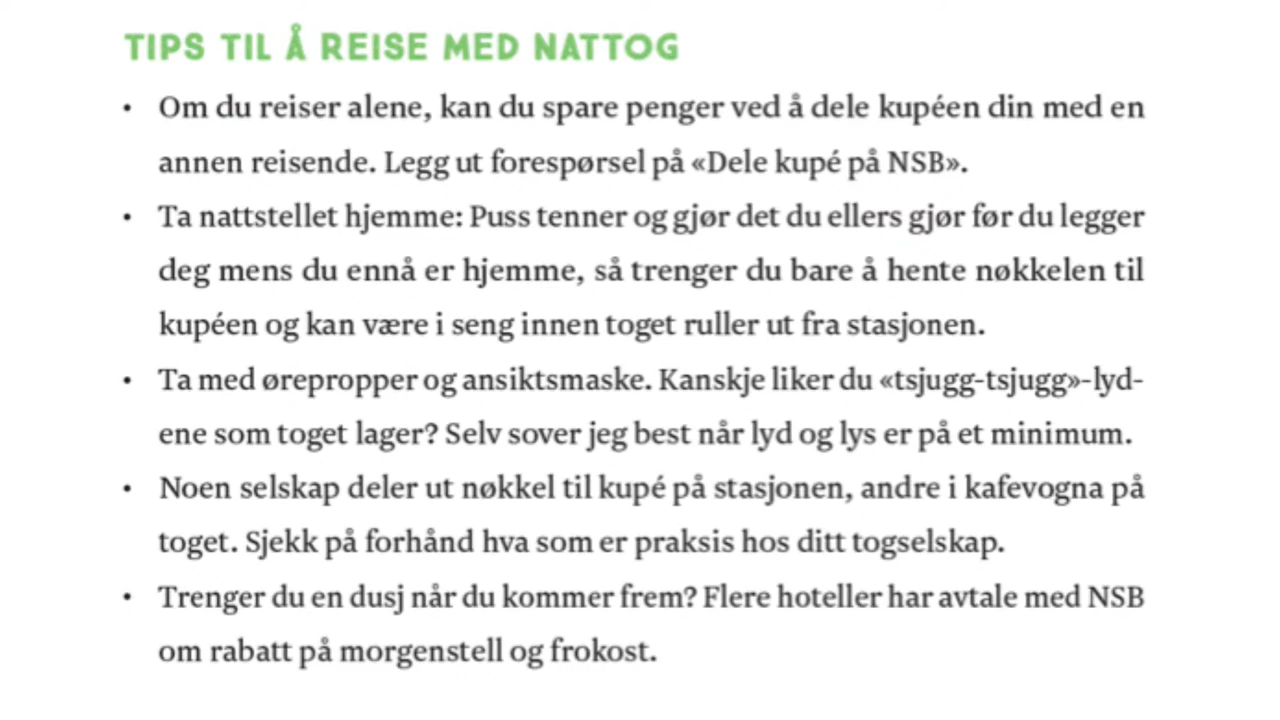 TIPS TIL Å REISE MED NATTOG
• Om du reiser alene, kan du spare penger ved å dele kupéen din med en
annen reisende. Legg ut forespørsel på «Dele kupé på NSB».
• Ta nattstellet hjemme: Puss tenner og gjør det du ellers gjør før du legger
deg mens du ennå er hjemme, så trenger du bare å hente nøkkelen til
kupéen og kan være i seng innen toget ruller ut fra stasjonen.
• Ta med ørepropper og ansiktsmaske. Kanskje liker du «tsjugg-tsjugg»-lyd-
ene som toget lager? Selv sover jeg best når lyd og lys er på et minimum.
• Noen selskap deler ut nøkkel til kupé på stasjonen, andre i kafevogna på
toget. Sjekk på forhånd hva som er praksis hos ditt togselskap.
• Trenger du en dusj når du kommer frem? Flere hoteller har avtale med NSB
om rabatt på morgenstell og frokost.